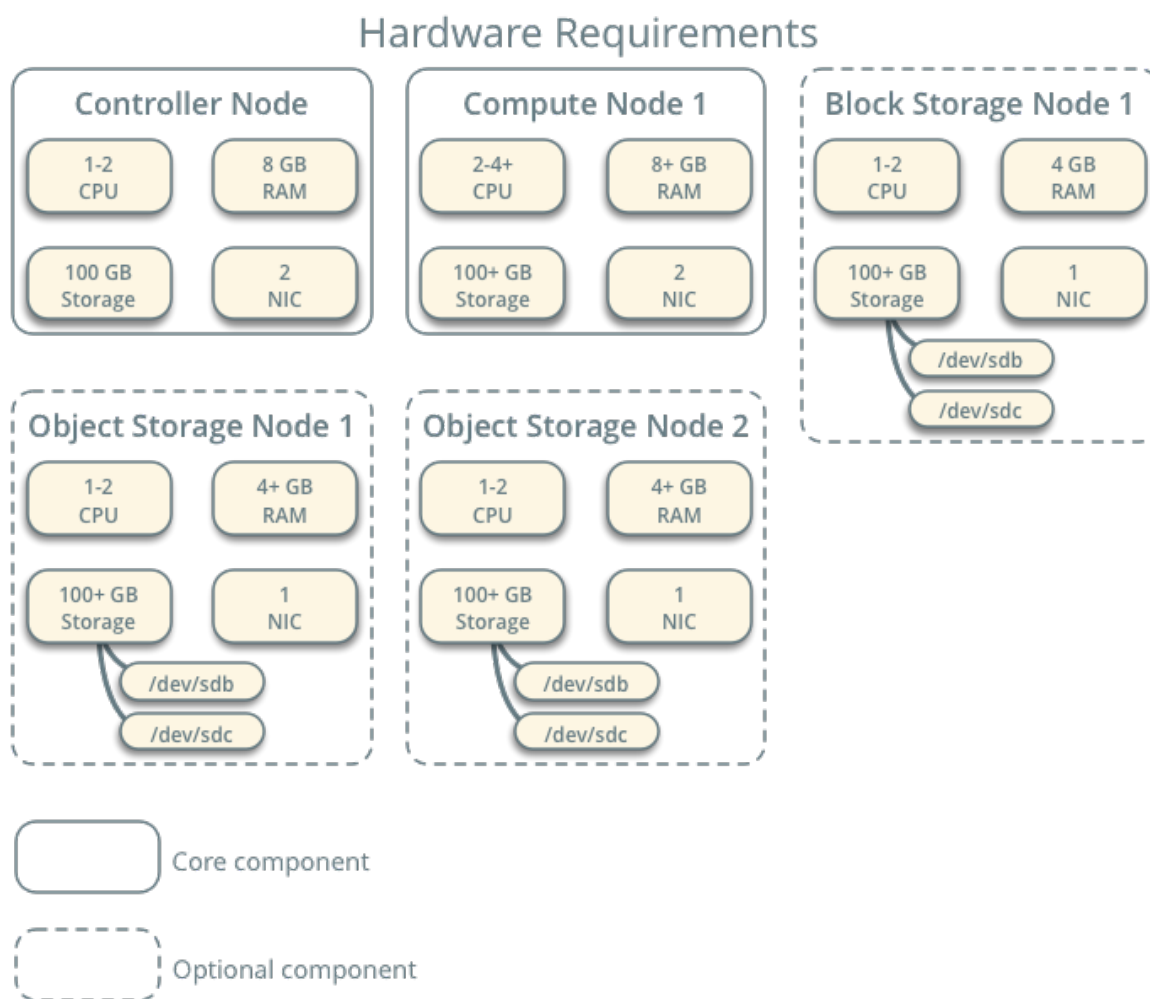 Hardware Requirements
Controller Node
1-2
CPU
8 GB
RAM
100 GB
Storage
2
NIC
Compute Node 1
2-4+
CPU
8+ GB
RAM
100+ GB
Storage
2
NIC
Block Storage Node 1
1-2
CPU
4 GB
RAM
100+ GB
Storage
1
NIC
/dev/sdb
/dev/sdc
Object Storage Node 1
1-2
CPU
4+ GB
RAM
100+ GB
Storage
1
NIC
/dev/sdb
/dev/sdc
Object Storage Node 2
1-2
CPU
4+ GB
RAM
100+ GB
Storage
1
NIC
/dev/sdb
/dev/sdc
Core component
Optional component